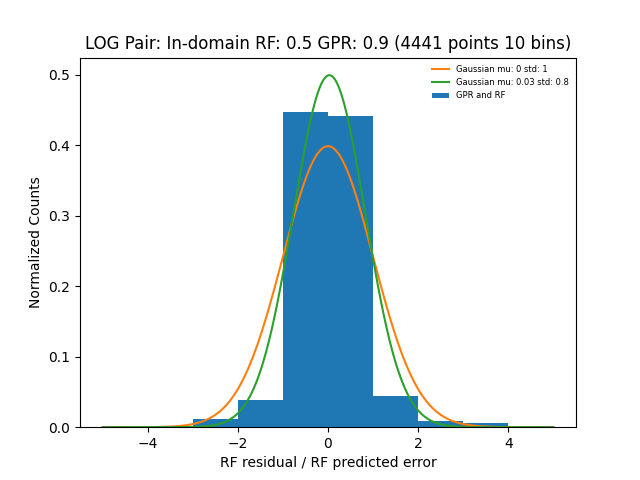 LOG Pair: In-domain RF: 0.5 GPR: 0.9 (4441 points 10 bins)
Gaussian mu: 0 std: 1
Gaussian mu: 0.03 std: 0.8
GPR and RF
Normalized Counts
0.5
0.4
0.3
0.2
0.1
0.0
−4 −2 0 2 4
RF residual / RF predicted error